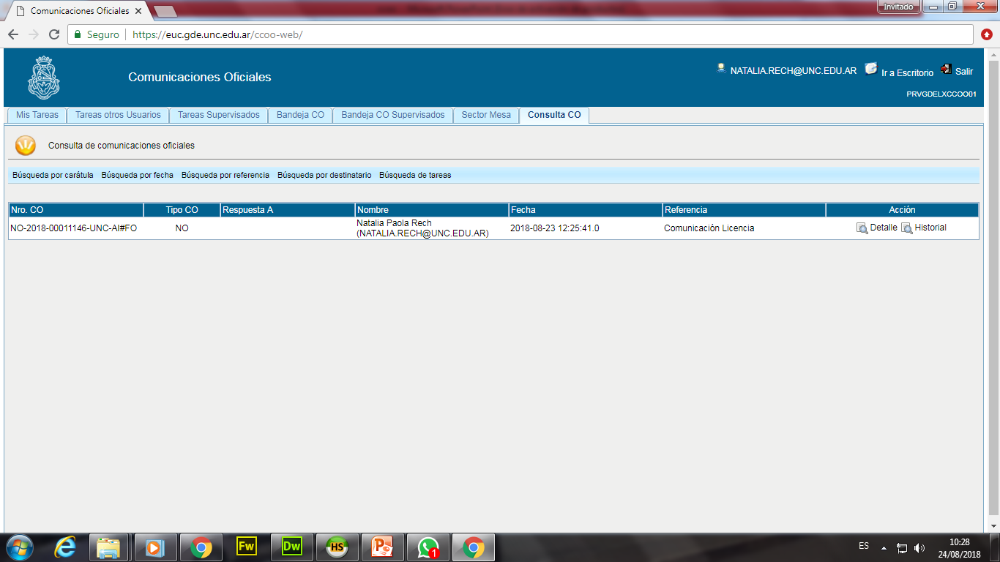 Comunicaciones Oficiales
Invitado
Seguro
https://euc.gde.unc.edu.ar/ccoo-web/
Comunicaciones Oficiales
NATALIA.RECH@UNC.EDU.AR Ir a Escritorio Salir
PRVGDELXCCOO01
Mis Tareas Tareas otros Usuarios Tareas Supervisados Bandeja CO Bandeja CO Supervisados Sector Mesa Consulta CO
Consulta de comunicaciones oficiales
Búsqueda por carátula Búsqueda por fecha Búsqueda por referencia Búsqueda por destinatario Búsqueda de tareas
Nro. CO Tipo CO Respuesta A Nombre Fecha Referencia Acción
NO-2018-00011146-UNC-AI#FO NO Natalia Paola Rech
(NATALIA.RECH@UNC.EDU.AR) 2018-08-23 12:25:41.0 Comunicación Licencia Detalle Historial
Fw Dw HS P 1
ES
10:28
24/08/2018